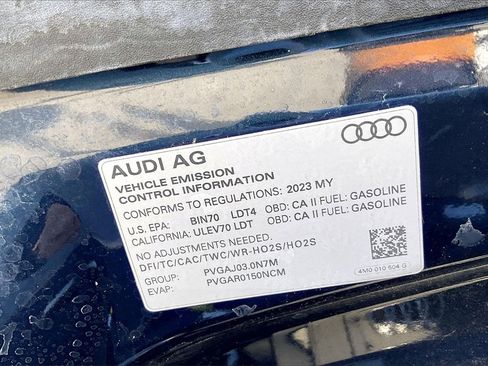 AUDI AG
VEHICLE EMISSION
CONTROL INFORMATION
CONFORMS TO REGULATIONS: 2023 MY
U.S. EPA: BIN70 LDT4 OBD: CA II FUEL: GASOLINE
CALIFORNIA: ULEV70 LDT OBD: CA II FUEL: GASOLINE
NO ADJUSTMENTS NEEDED.
DFI/TC/CAC/TWC/WR-HO2S/HO2S
GROUP: PVGAJ03.0N7M
EVAP: PVGAR0150NCM
4M0 010 504 G